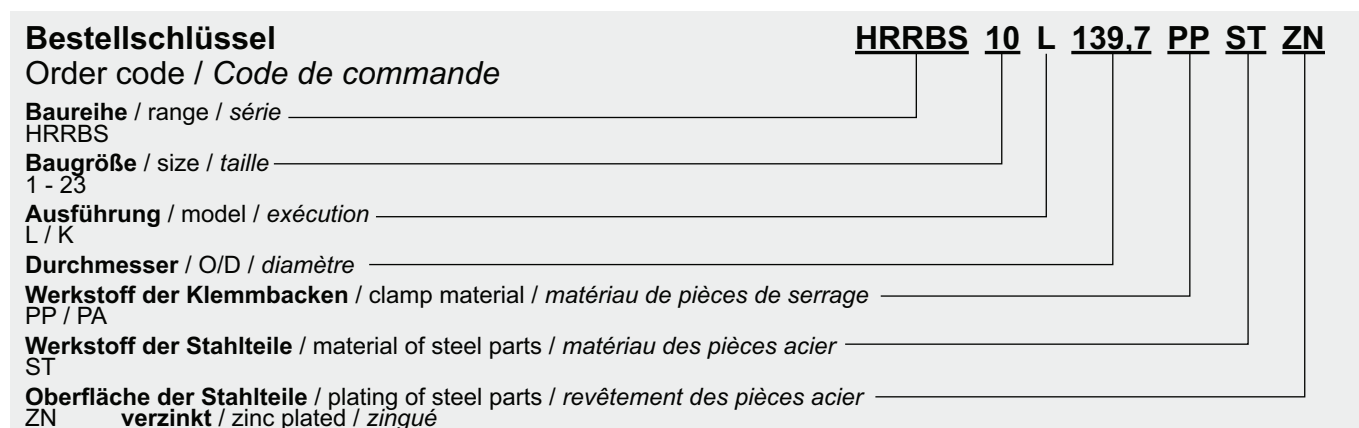 Bestellschlüssel HRRBS 10 L 139,7 PP ST ZN
Order code / Code de commande
Baureihe / range / série
HRRBS
Baugröße / size / taille
1 - 23
Ausführung / model / exécution
L / K
Durchmesser / O/D / diamètre
Werkstoff der Klemmbacken / clamp material / matériau de pièces de serrage
PP / PA
Werkstoff der Stahlteile / material of steel parts / matériau des pièces acier
ST
Oberfläche der Stahlteile / plating of steel parts / revêtement des pièces acier
ZN verzinkt / zinc plated / zingué